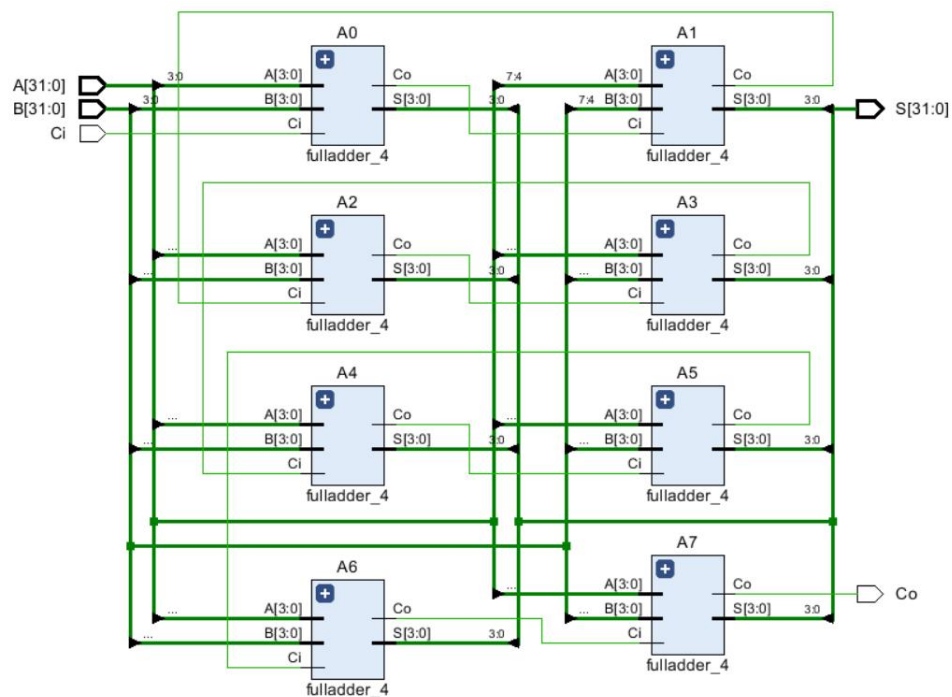 A0
A1
A[31:0]
3:0
A[3:0]
Co
7:4
A[3:0]
Co
B[31:0]
3:0
B[3:0]
S[3:0]
3:0
7:4
B[3:0]
S[3:0]
3:0
S[31:0]
Ci
Ci
Ci
fulladder_4
fulladder_4
A2
A3
...
A[3:0]
Co
...
A[3:0]
Co
...
B[3:0]
S[3:0]
3:0
...
B[3:0]
S[3:0]
3:0
Ci
Ci
fulladder_4
fulladder_4
A4
A5
...
A[3:0]
Co
...
A[3:0]
Co
...
B[3:0]
S[3:0]
3:0
...
B[3:0]
S[3:0]
3:0
Ci
Ci
fulladder_4
fulladder_4
A6
A7
...
A[3:0]
Co
...
A[3:0]
Co
Co
...
B[3:0]
S[3:0]
3:0
...
B[3:0]
S[3:0]
3:0
Ci
Ci
fulladder_4
fulladder_4